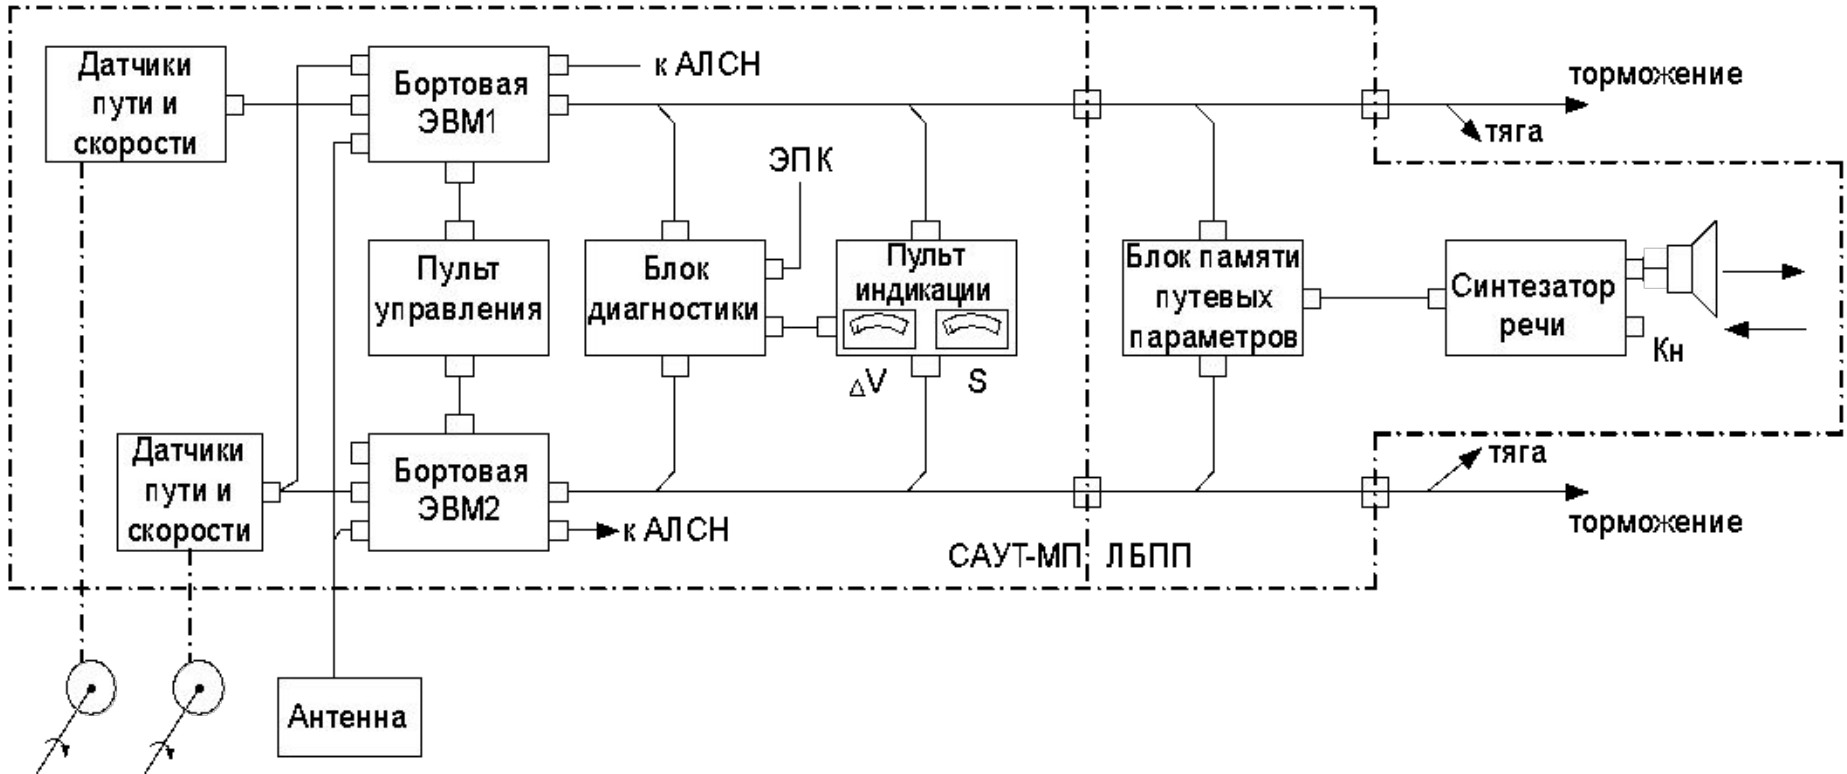 Датчики
пути и
скорости
Бортовая
ЭВМ1
к АЛСН
торможение
тяга
ЭПК
Пульт
управления
Блок
диагностики
Пульт
индикации
ΔV
S
Блок памяти
путевых
параметров
Синтезатор
речи
Кн
Датчики
пути и
скорости
Бортовая
ЭВМ2
к АЛСН
тяга
торможение
САУТ-МП
ЛБПП
Антенна